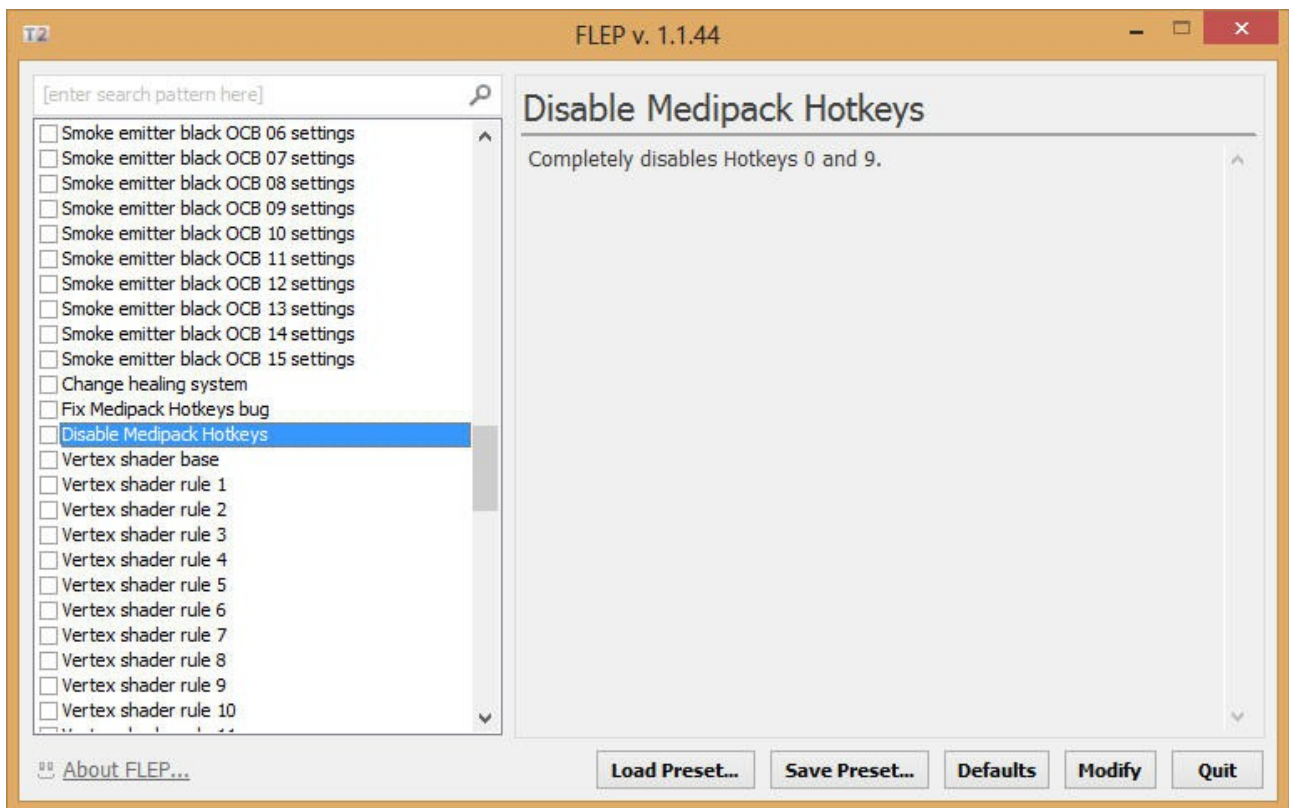 T2
FLEP v. 1.1.44
[enter search pattern here]
Smoke emitter black OCB 06 settings
Smoke emitter black OCB 07 settings
Smoke emitter black OCB 08 settings
Smoke emitter black OCB 09 settings
Smoke emitter black OCB 10 settings
Smoke emitter black OCB 11 settings
Smoke emitter black OCB 12 settings
Smoke emitter black OCB 13 settings
Smoke emitter black OCB 14 settings
Smoke emitter black OCB 15 settings
Change healing system
Fix Medipack Hotkeys bug
Disable Medipack Hotkeys
Vertex shader base
Vertex shader rule 1
Vertex shader rule 2
Vertex shader rule 3
Vertex shader rule 4
Vertex shader rule 5
Vertex shader rule 6
Vertex shader rule 7
Vertex shader rule 8
Vertex shader rule 9
Vertex shader rule 10
Disable Medipack Hotkeys
Completely disables Hotkeys 0 and 9.
About FLEP...
Load Preset...
Save Preset...
Defaults
Modify
Quit